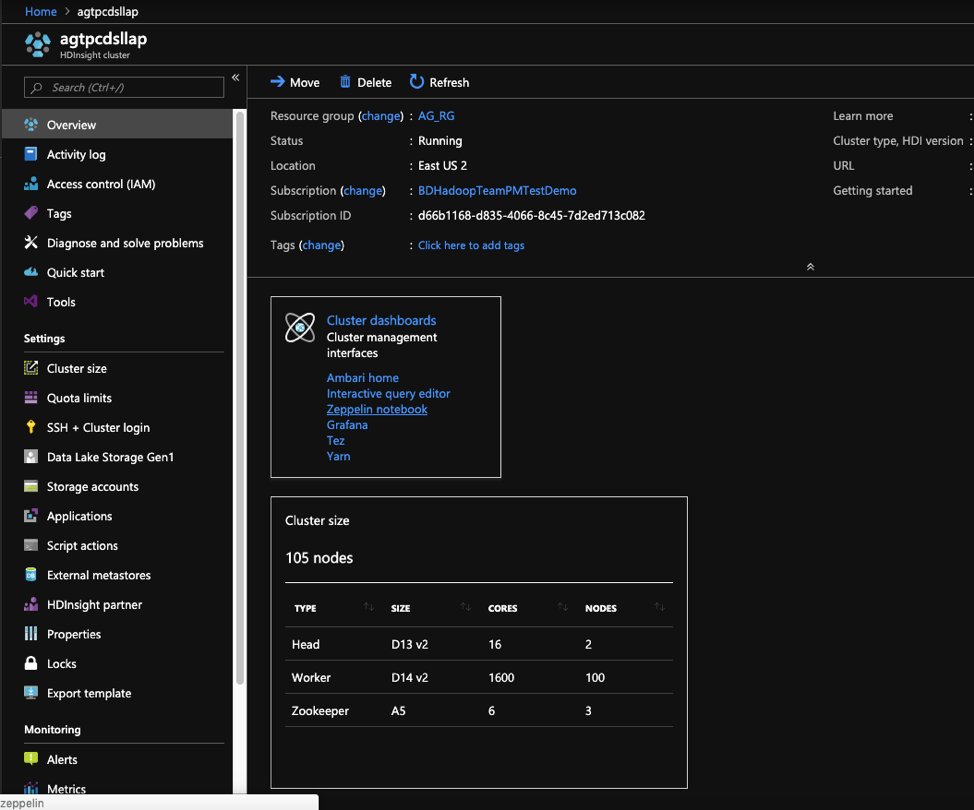 Home > agtpcdsllap
agtpcdsllap
HDInsight cluster
Search (Ctrl+/)
«
Overview
Activity log
Access control (IAM)
Tags
Diagnose and solve problems
Quick start
Tools
Settings
Cluster size
Quota limits
SSH + Cluster login
Data Lake Storage Gen1
Storage accounts
Applications
Script actions
External metastores
HDInsight partner
Properties
Locks
Export template
Monitoring
Alerts
Metrics
zeppelin
Move Delete Refresh
Resource group (change) : AG_RG
Status : Running
Location : East US 2
Subscription (change) : BDHadoopTeamPMTestDemo
Subscription ID : d66b1168-d835-4066-8c45-7d2ed713c082
Tags (change) : Click here to add tags
Learn more :
Cluster type, HDI version :
URL :
Getting started :
Cluster dashboards
Cluster management
interfaces
Ambari home
Interactive query editor
Zeppelin notebook
Grafana
Tez
Yarn
Cluster size
105 nodes
TYPE SIZE CORES NODES
Head D13 v2 16 2
Worker D14 v2 1600 100
Zookeeper A5 6 3